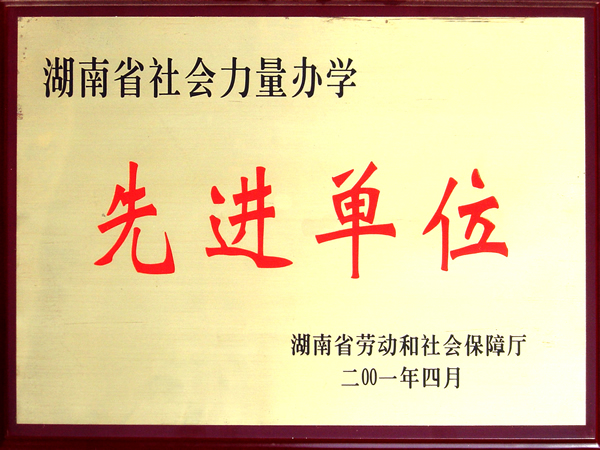 湖南省社会力量办学
先进单位
湖南省劳动和社会保障厅
二00一年四月